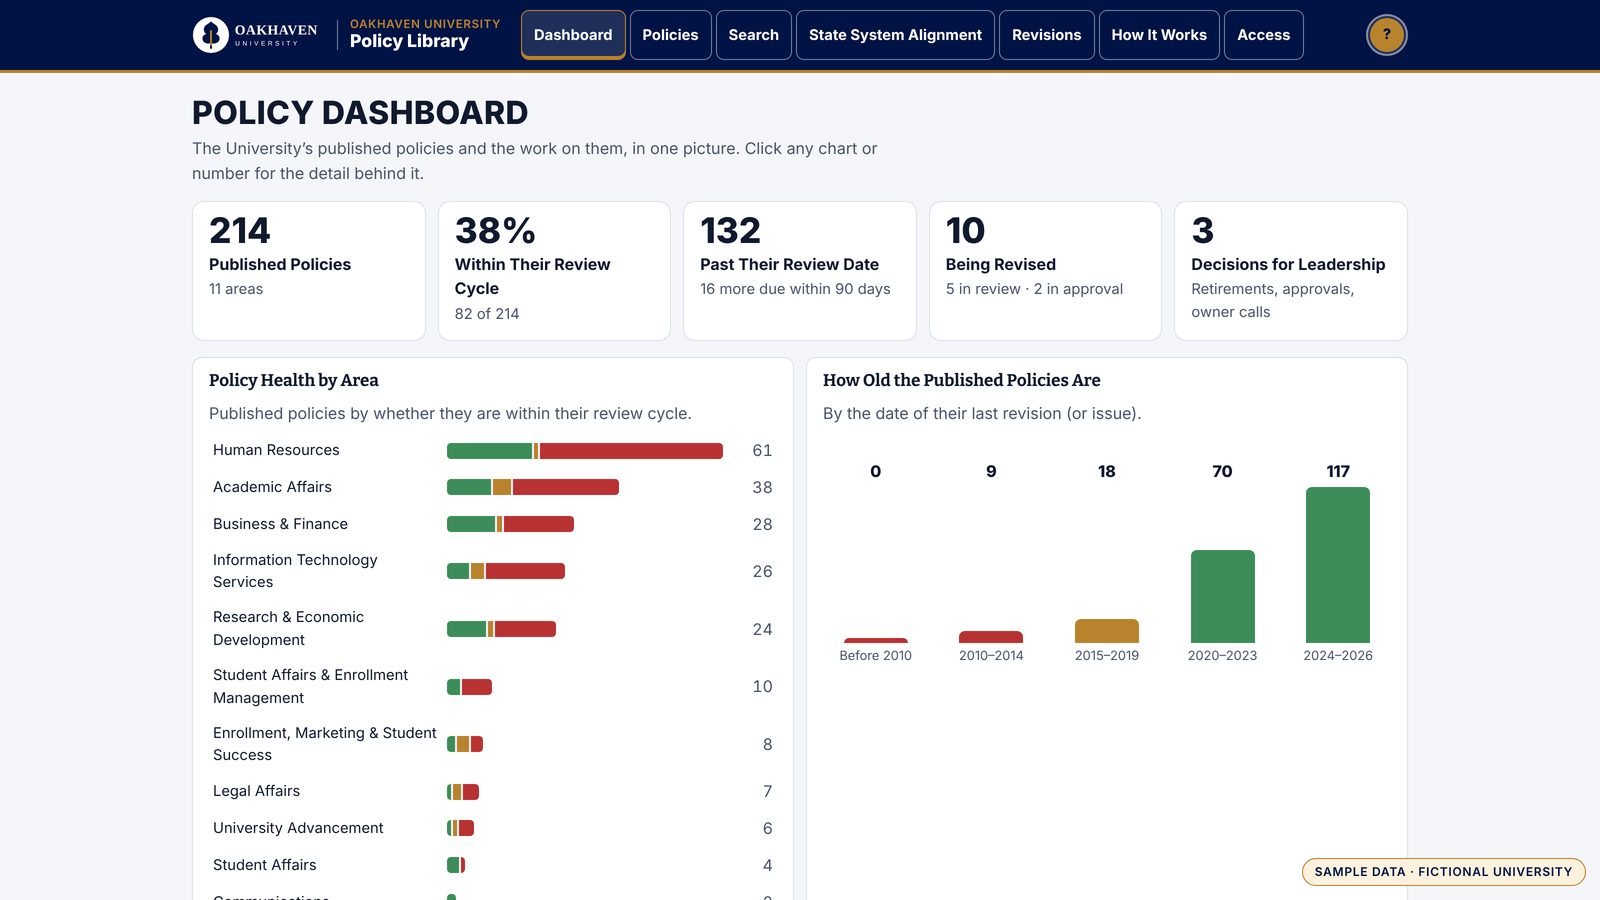 OAKHAVEN
UNIVERSITY
OAKHAVEN UNIVERSITY
Policy Library
Dashboard
Policies
Search
State System Alignment
Revisions
How It Works
Access
?
POLICY DASHBOARD
The University’s published policies and the work on them, in one picture. Click any chart or
number for the detail behind it.
214
Published Policies
11 areas
38%
Within Their Review
Cycle
82 of 214
132
Past Their Review Date
16 more due within 90 days
10
Being Revised
5 in review · 2 in approval
3
Decisions for Leadership
Retirements, approvals,
owner calls
Policy Health by Area
Published policies by whether they are within their review cycle.
Human Resources
61
Academic Affairs
38
Business & Finance
28
Information Technology
Services
26
Research & Economic
Development
24
Student Affairs & Enrollment
Management
10
Enrollment, Marketing & Student
Success
8
Legal Affairs
7
University Advancement
6
Student Affairs
4
How Old the Published Policies Are
By the date of their last revision (or issue).
0
9
18
70
117
Before 2010
2010–2014
2015–2019
2020–2023
2024–2026
SAMPLE DATA · FICTIONAL UNIVERSITY